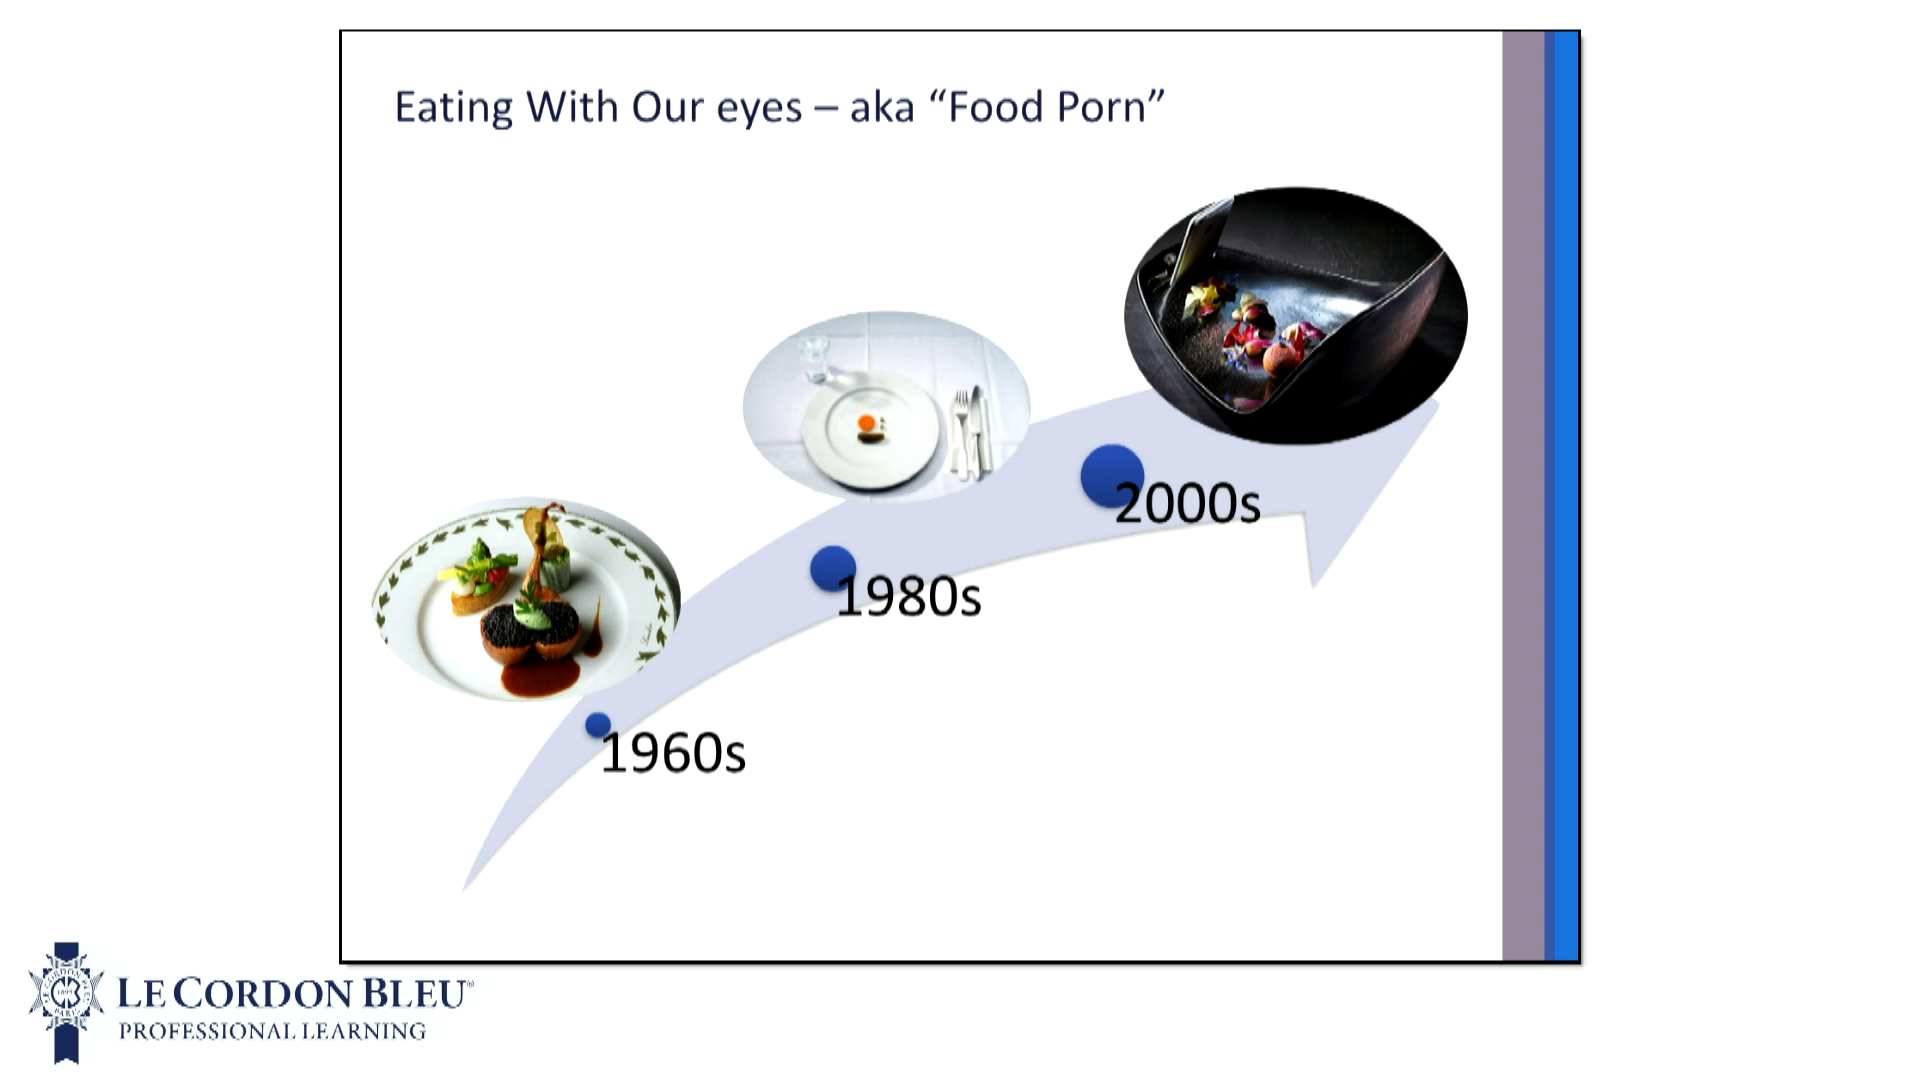 Eating With Our eyes – aka “Food Porn”
2000s
1980s
1960s
LE CORDON BLEU®
PROFESSIONAL LEARNING